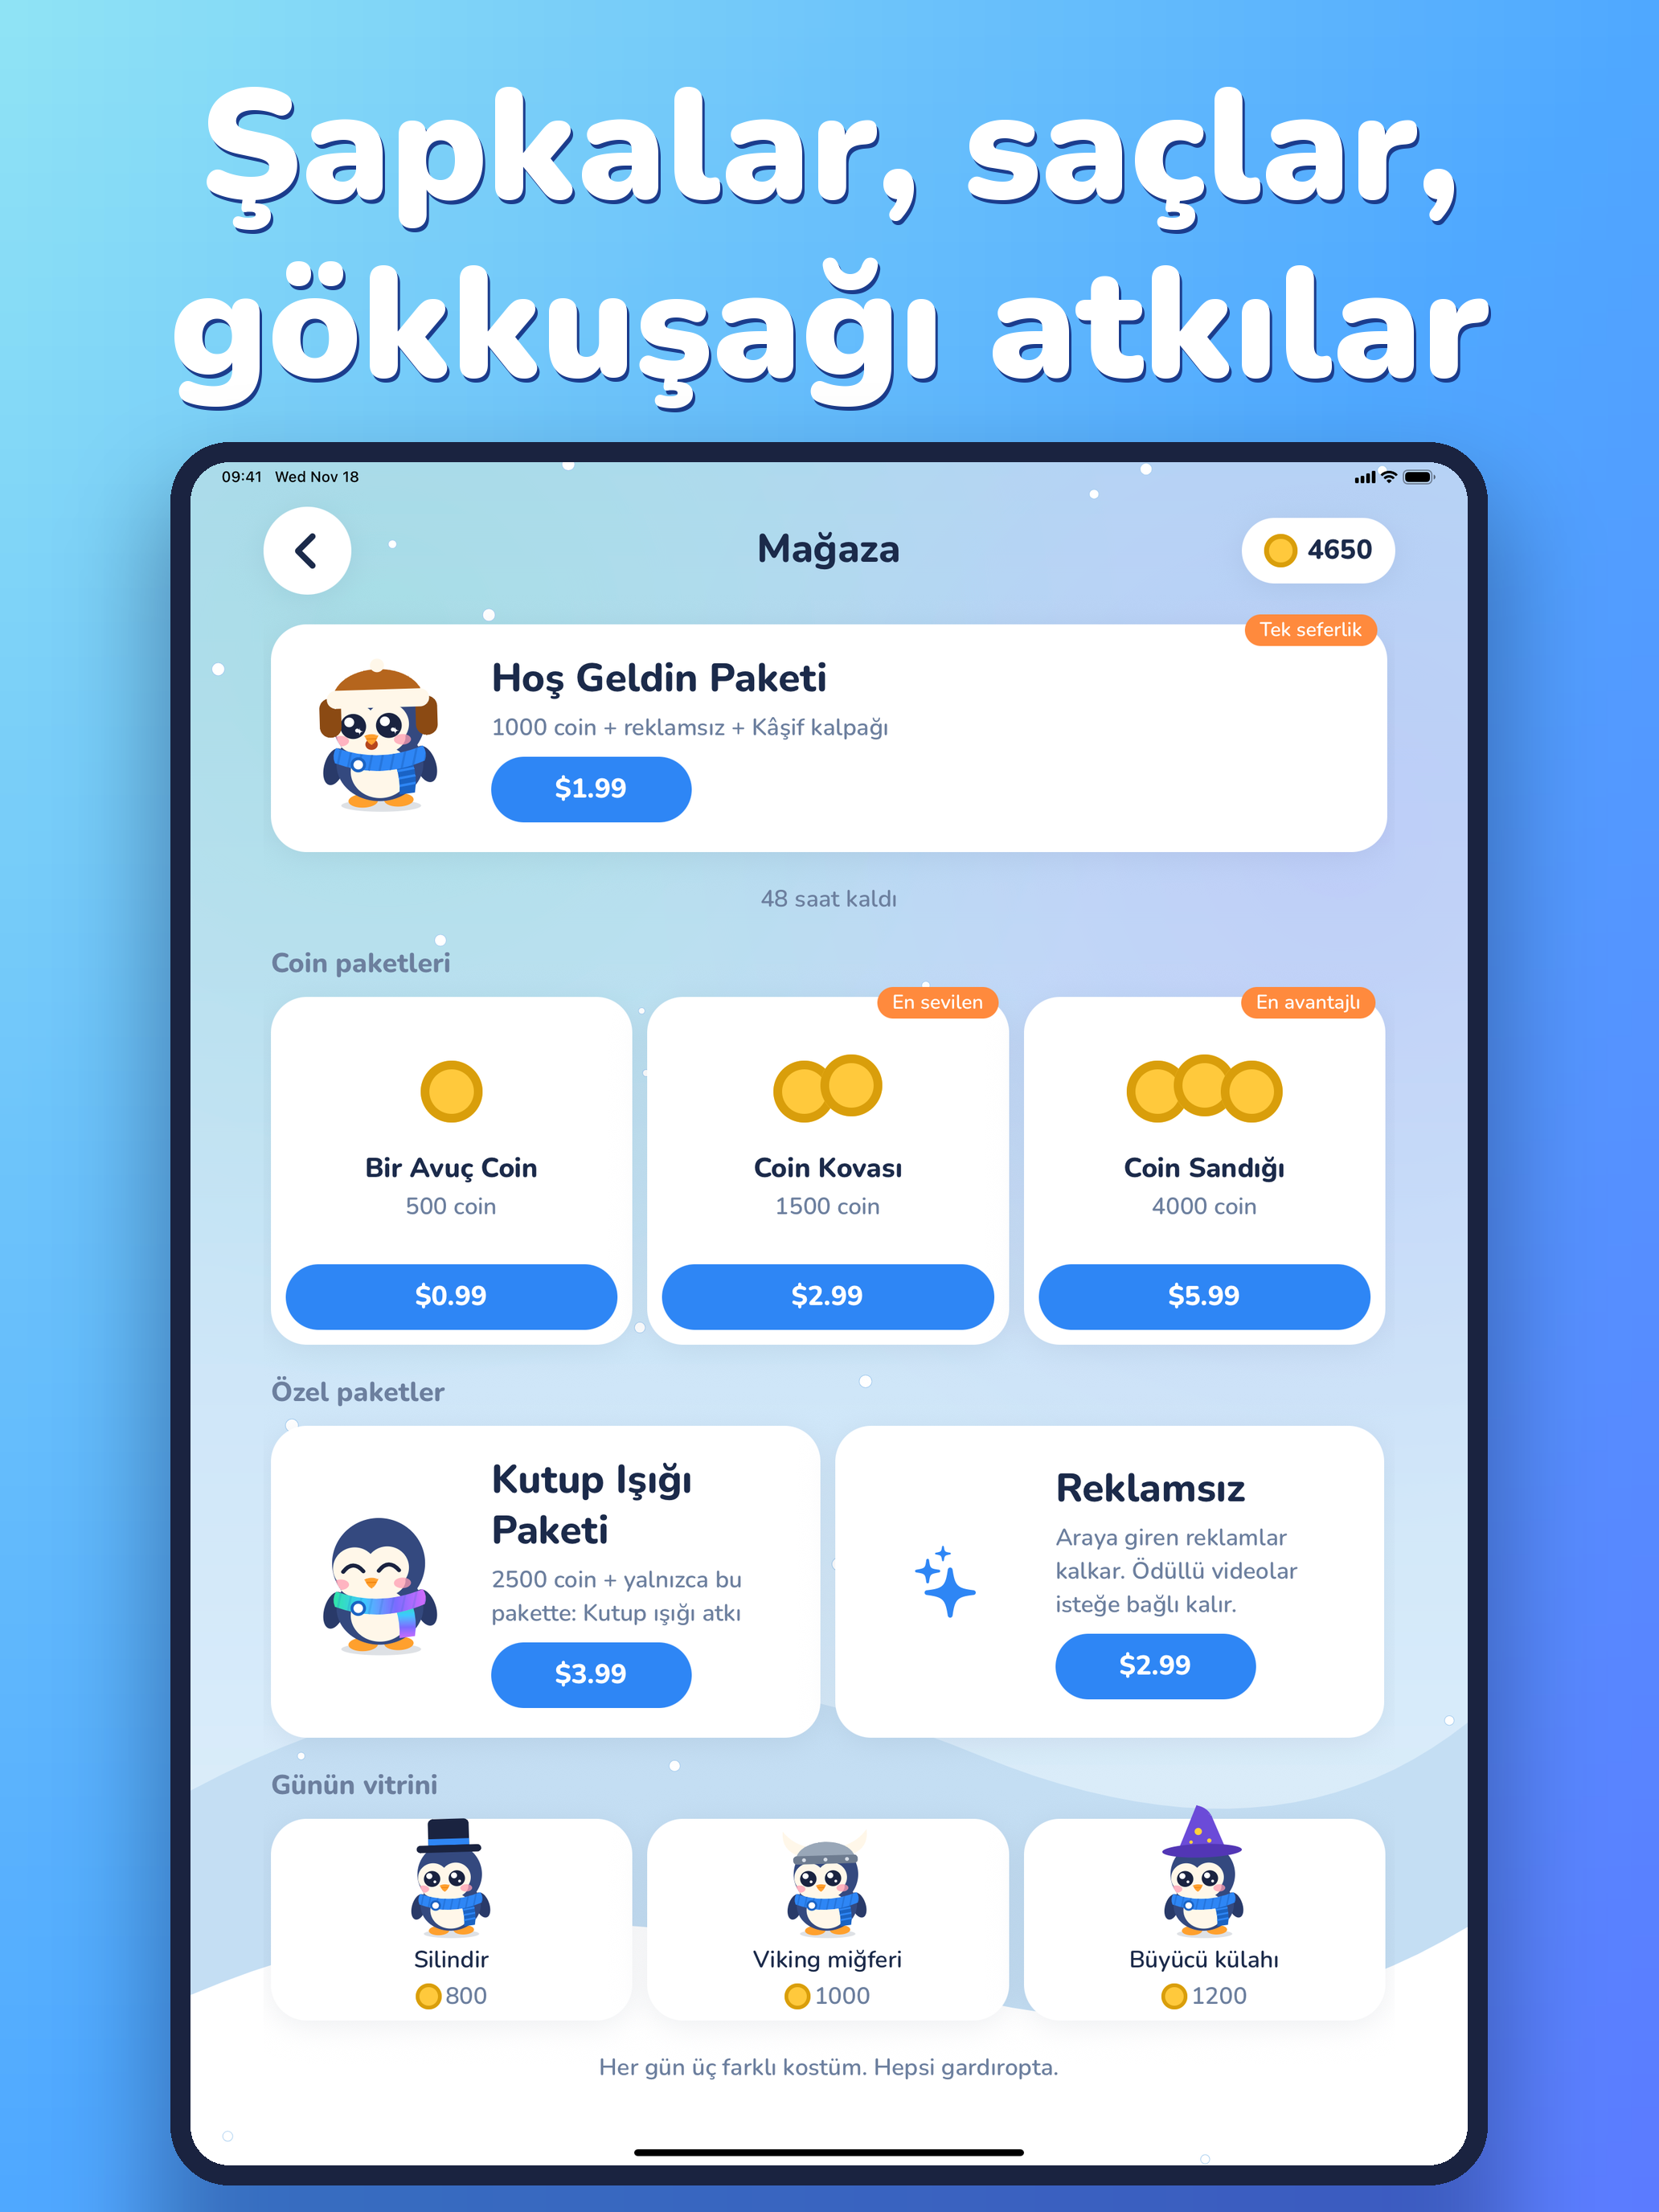 Şapkalar, saçlar,
gökkuşağı atkılar
09:41 Wed Nov 18
Mağaza
4650
Tek seferlik
Hoş Geldin Paketi
1000 coin + reklamsız + Kâşif kalpağı
$1.99
48 saat kaldı
Coin paketleri
Bir Avuç Coin
500 coin
$0.99
En sevilen
Coin Kovası
1500 coin
$2.99
En avantajlı
Coin Sandığı
4000 coin
$5.99
Özel paketler
Kutup Işığı
Paketi
2500 coin + yalnızca bu
pakette: Kutup ışığı atkı
$3.99
Reklamsız
Araya giren reklamlar
kalkar. Ödüllü videolar
isteğe bağlı kalır.
$2.99
Günün vitrini
Silindir
800
Viking miğferi
1000
Büyücü külahı
1200
Her gün üç farklı kostüm. Hepsi gardıropta.